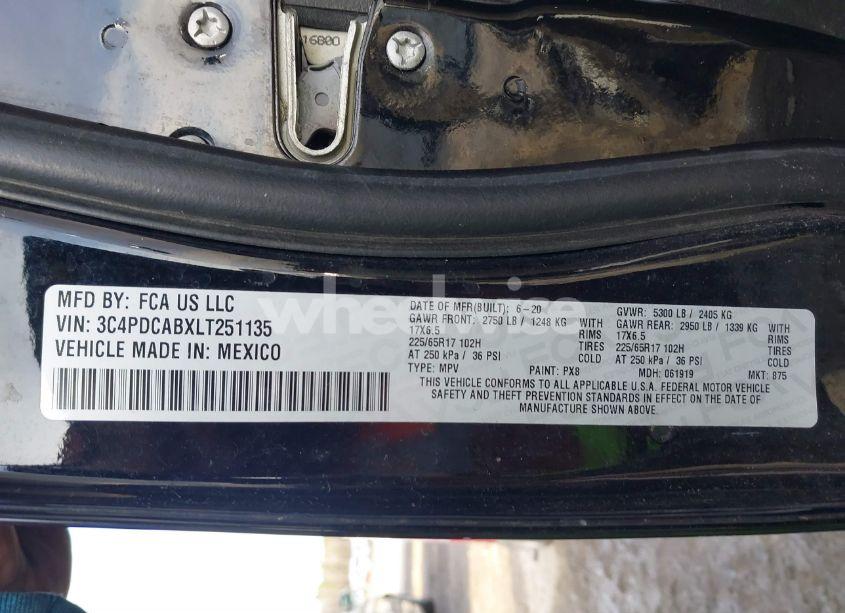 16800
wheelprice
MFD BY: FCA US LLC
VIN: 3C4PDCABXLT251135
VEHICLE MADE IN: MEXICO
DATE OF MFR(BUILT): 6-20 GVWR: 5300 LB / 2405 KG
GAWR FRONT: 2750 LB / 1248 KG WITH GAWR REAR: 2950 LB / 1339 KG WITH
17X6.5 RIMS 17X6.5 RIMS
225/65R17 102H TIRES 225/65R17 102H TIRES
AT 250 kPa / 36 PSI COLD AT 250 kPa / 36 PSI COLD
TYPE: MPV PAINT: PX8 MDH: 061919 MKT: 875
THIS VEHICLE CONFORMS TO ALL APPLICABLE U.S.A. FEDERAL MOTOR VEHICLE
SAFETY AND THEFT PREVENTION STANDARDS IN EFFECT ON THE DATE OF
MANUFACTURE SHOWN ABOVE.